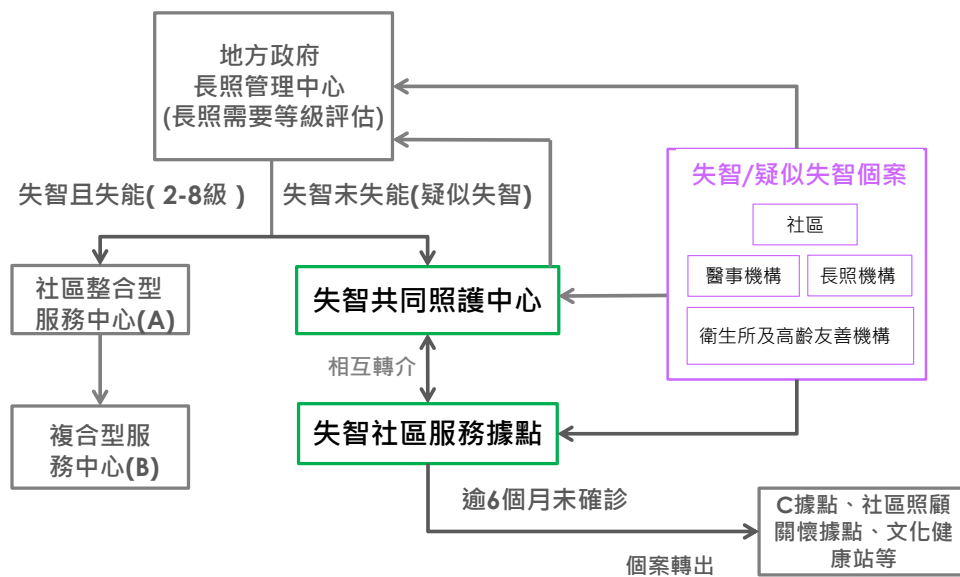 地方政府
長照管理中心
(長照需要等級評估)
失智且失能( 2-8級 )
失智未失能(疑似失智)
失智/疑似失智個案
社區
醫事機構
長照機構
衛生所及高齡友善機構
社區整合型
服務中心(A)
失智共同照護中心
相互轉介
複合型服
務中心(B)
失智社區服務據點
逾6個月未確診
個案轉出
C據點、社區照顧
關懷據點、文化健
康站等